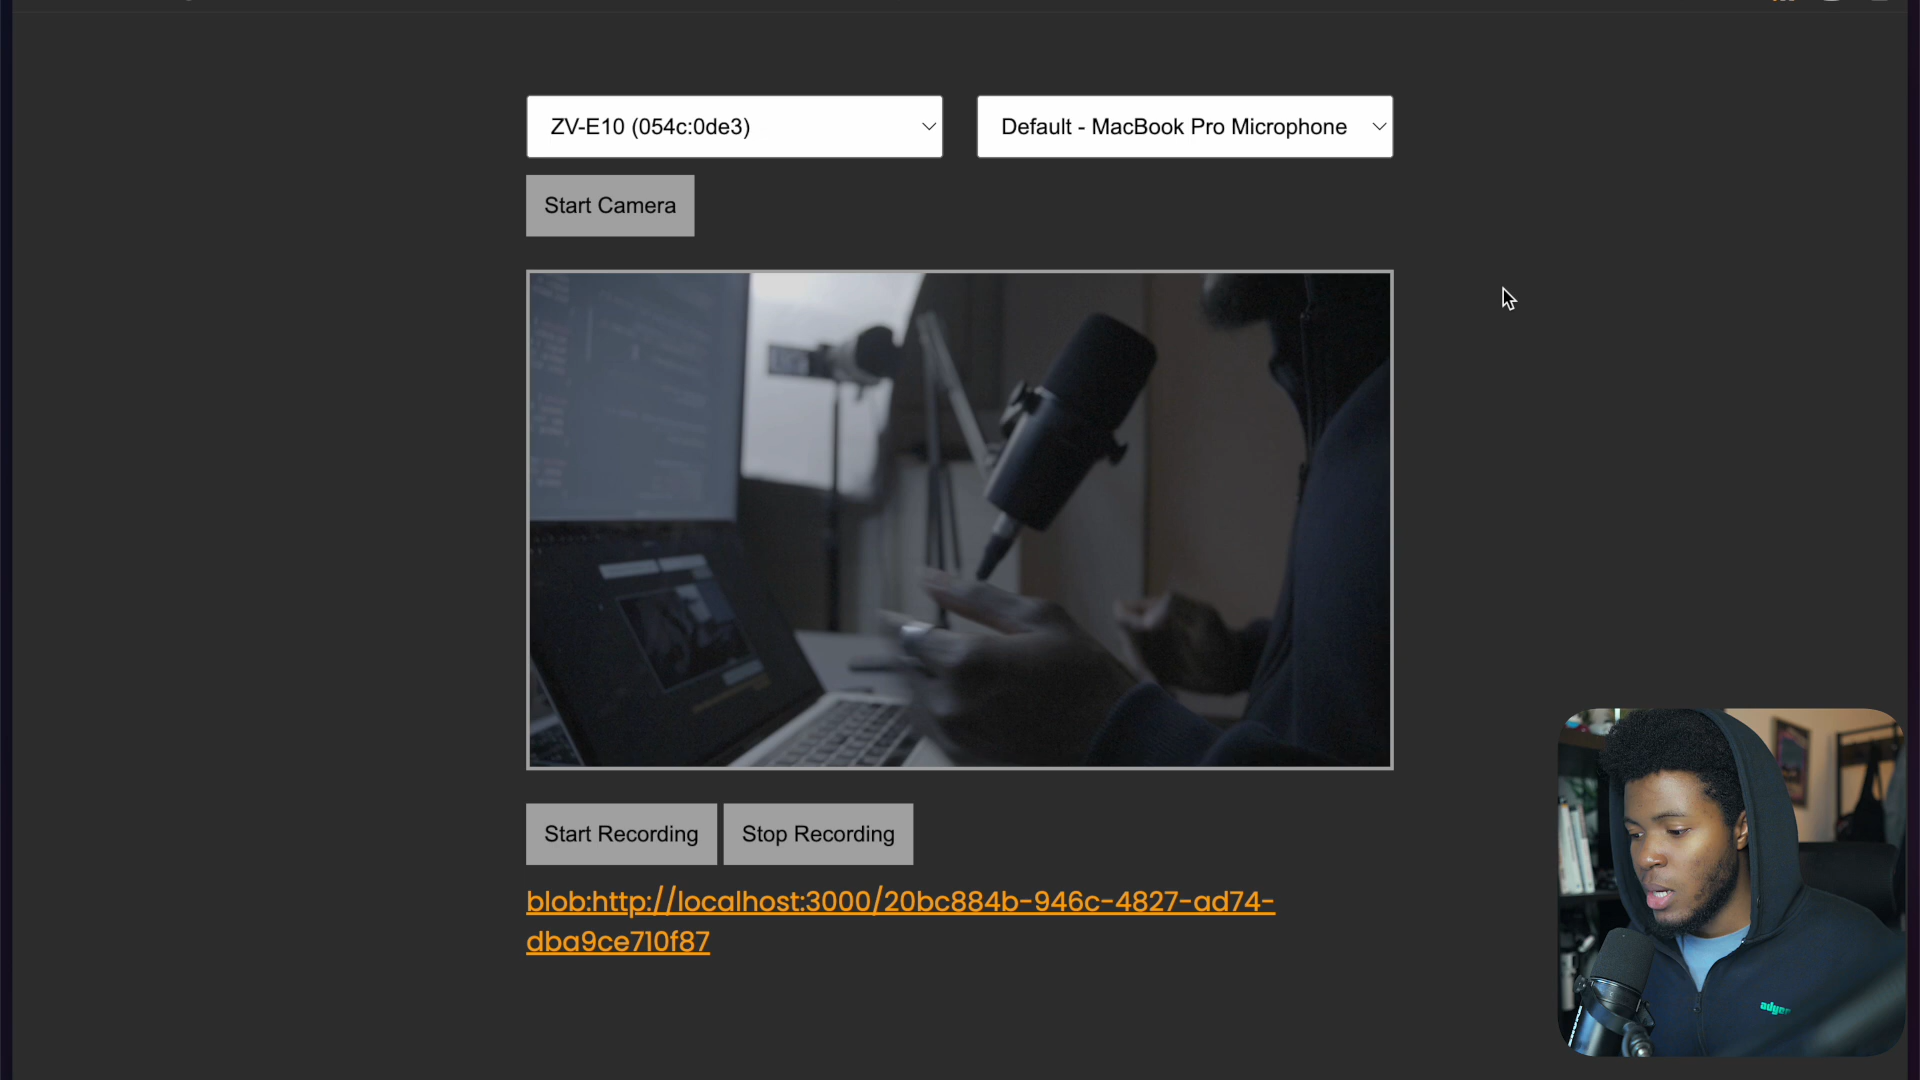 ZV-E10 (054c:0de3)
Default - MacBook Pro Microphone
Start Camera
Start Recording
Stop Recording
blob:http://localhost:3000/20bc884b-946c-4827-ad74-
dba9ce710f87
adyen